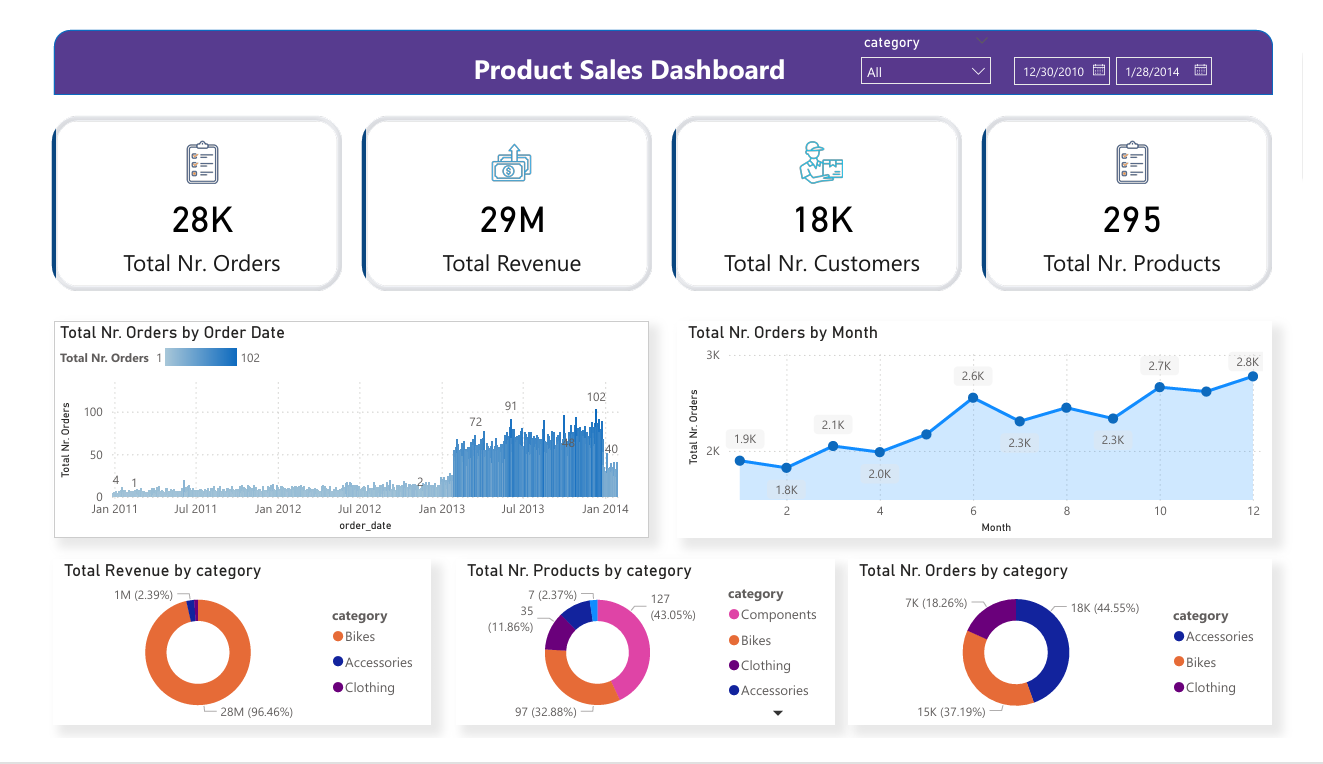 category
Product Sales Dashboard
All
12/30/2010
1/28/2014
28K
Total Nr. Orders
29M
Total Revenue
18K
Total Nr. Customers
295
Total Nr. Products
Total Nr. Orders by Order Date
Total Nr. Orders 1 102
Total Nr. Orders
100
50
0
4
1
2
72
91
48
102
40
Jan 2011
Jul 2011
Jan 2012
Jul 2012
Jan 2013
Jul 2013
Jan 2014
order_date
Total Nr. Orders by Month
Total Nr. Orders
3K
2K
1.9K
1.8K
2.1K
2.0K
2.6K
2.3K
2.3K
2.7K
2.8K
2
4
6
8
10
12
Month
Total Revenue by category
1M (2.39%)
28M (96.46%)
category
Bikes
Accessories
Clothing
Total Nr. Products by category
7 (2.37%)
35
(11.86%)
127
(43.05%)
97 (32.88%)
category
Components
Bikes
Clothing
Accessories
Total Nr. Orders by category
7K (18.26%)
18K (44.55%)
15K (37.19%)
category
Accessories
Bikes
Clothing